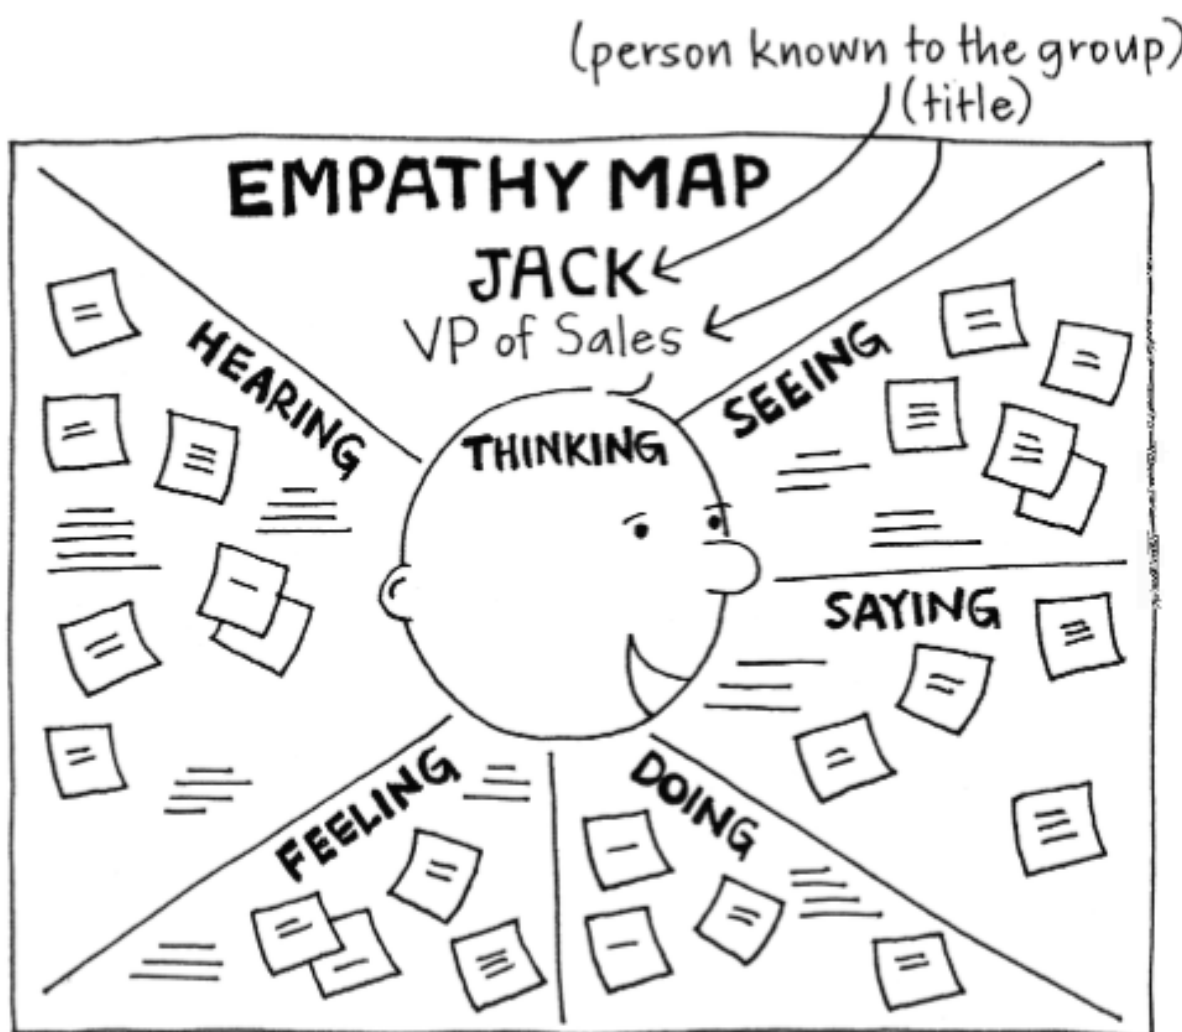 (person known to the group)
(title)
EMPATHY MAP
JACK
VP of Sales
HEARING
THINKING
SEEING
SAYING
FEELING
DOING